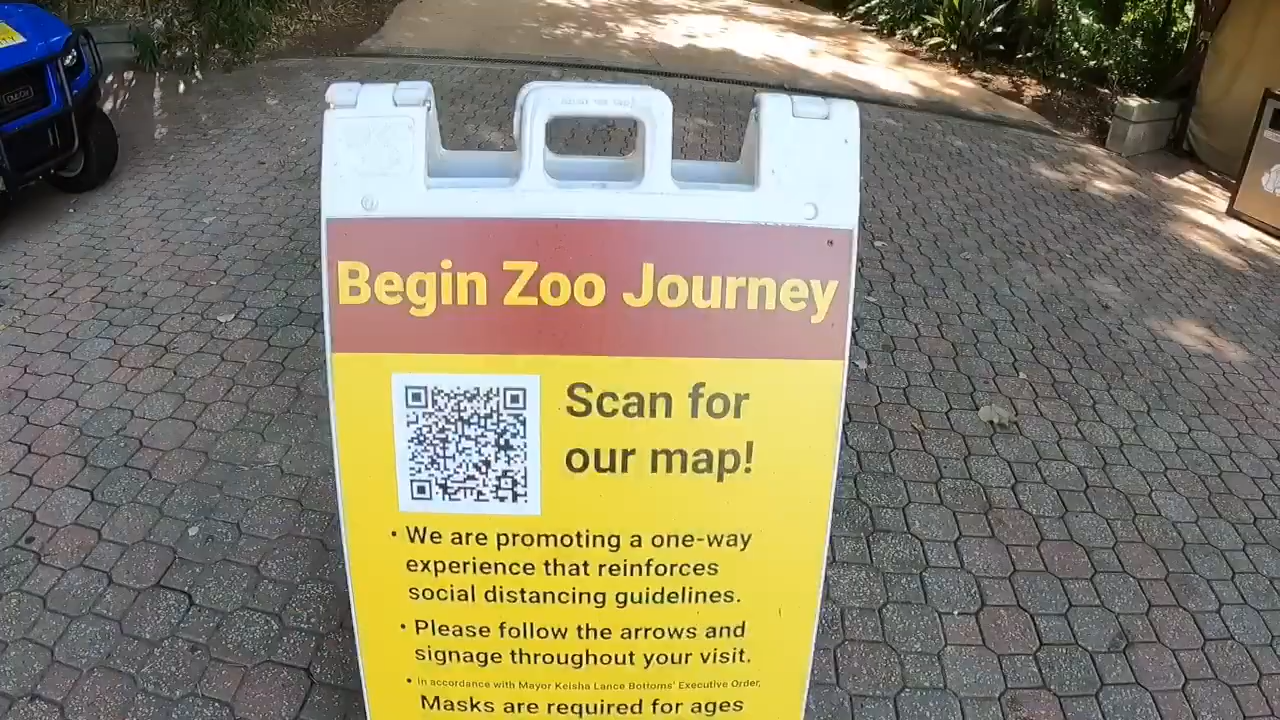 Begin Zoo Journey
Scan for
our map!
• We are promoting a one-way
experience that reinforces
social distancing guidelines.
• Please follow the arrows and
signage throughout your visit.
• In accordance with Mayor Keisha Lance Bottoms' Executive Order,
Masks are required for ages